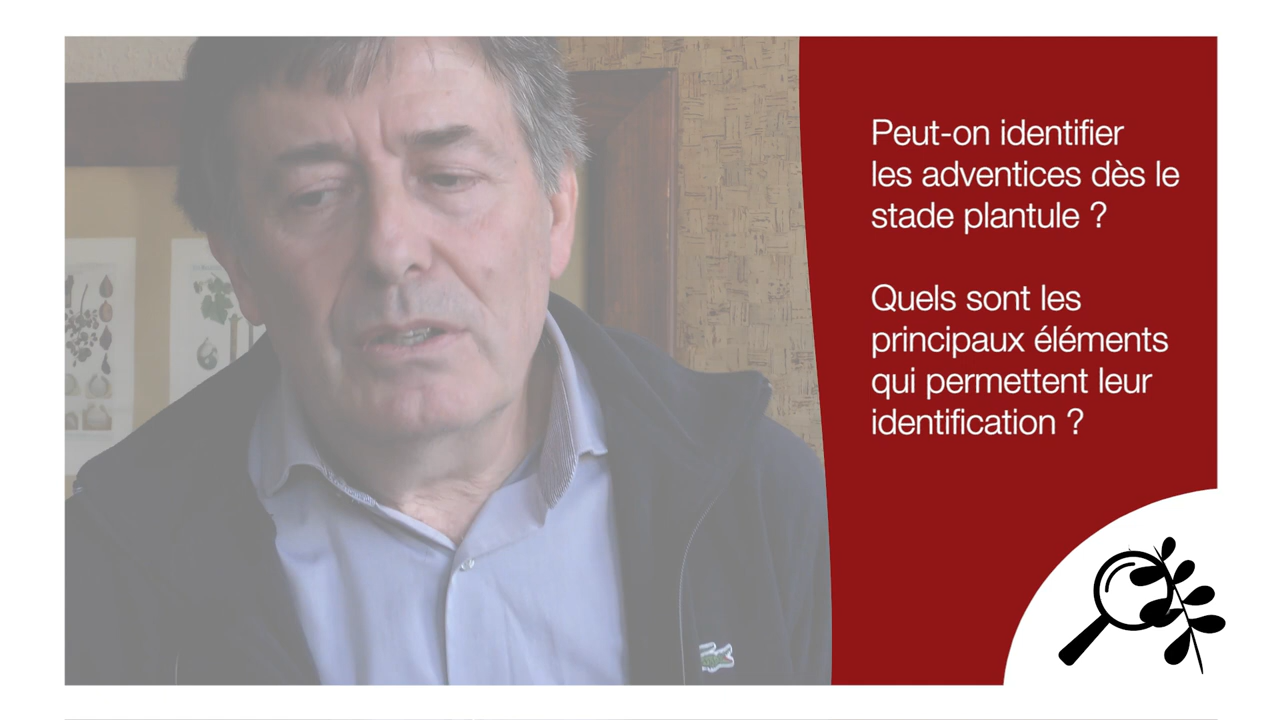 Peut-on identifier
les adventices dès le
stade plantule ?
Quels sont les
principaux éléments
qui permettent leur
identification ?